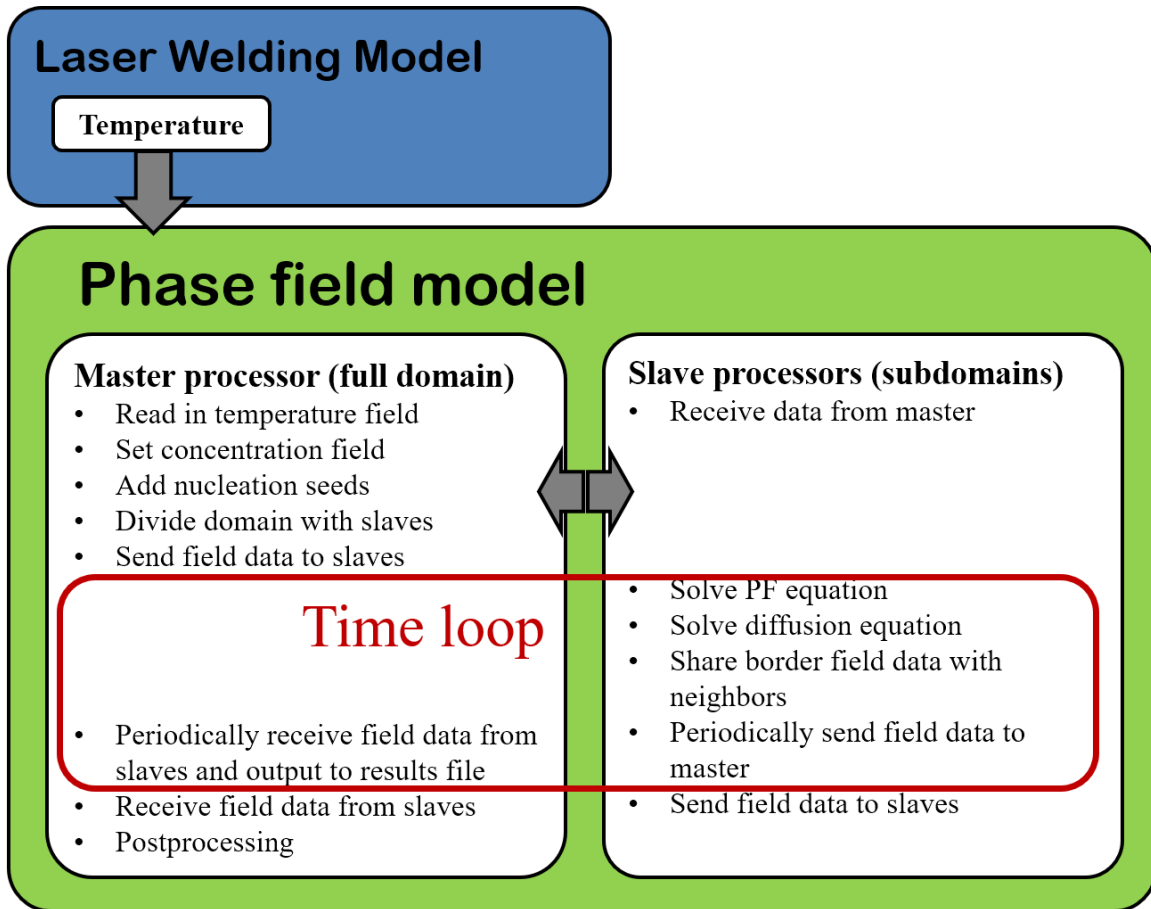 Laser Welding Model
Temperature
Phase field model
Master processor (full domain)
• Read in temperature field
• Set concentration field
• Add nucleation seeds
• Divide domain with slaves
• Send field data to slaves
Time loop
• Periodically receive field data from
slaves and output to results file
• Receive field data from slaves
• Postprocessing
Slave processors (subdomains)
• Receive data from master
• Solve PF equation
• Solve diffusion equation
• Share border field data with
neighbors
• Periodically send field data to
master
• Send field data to slaves